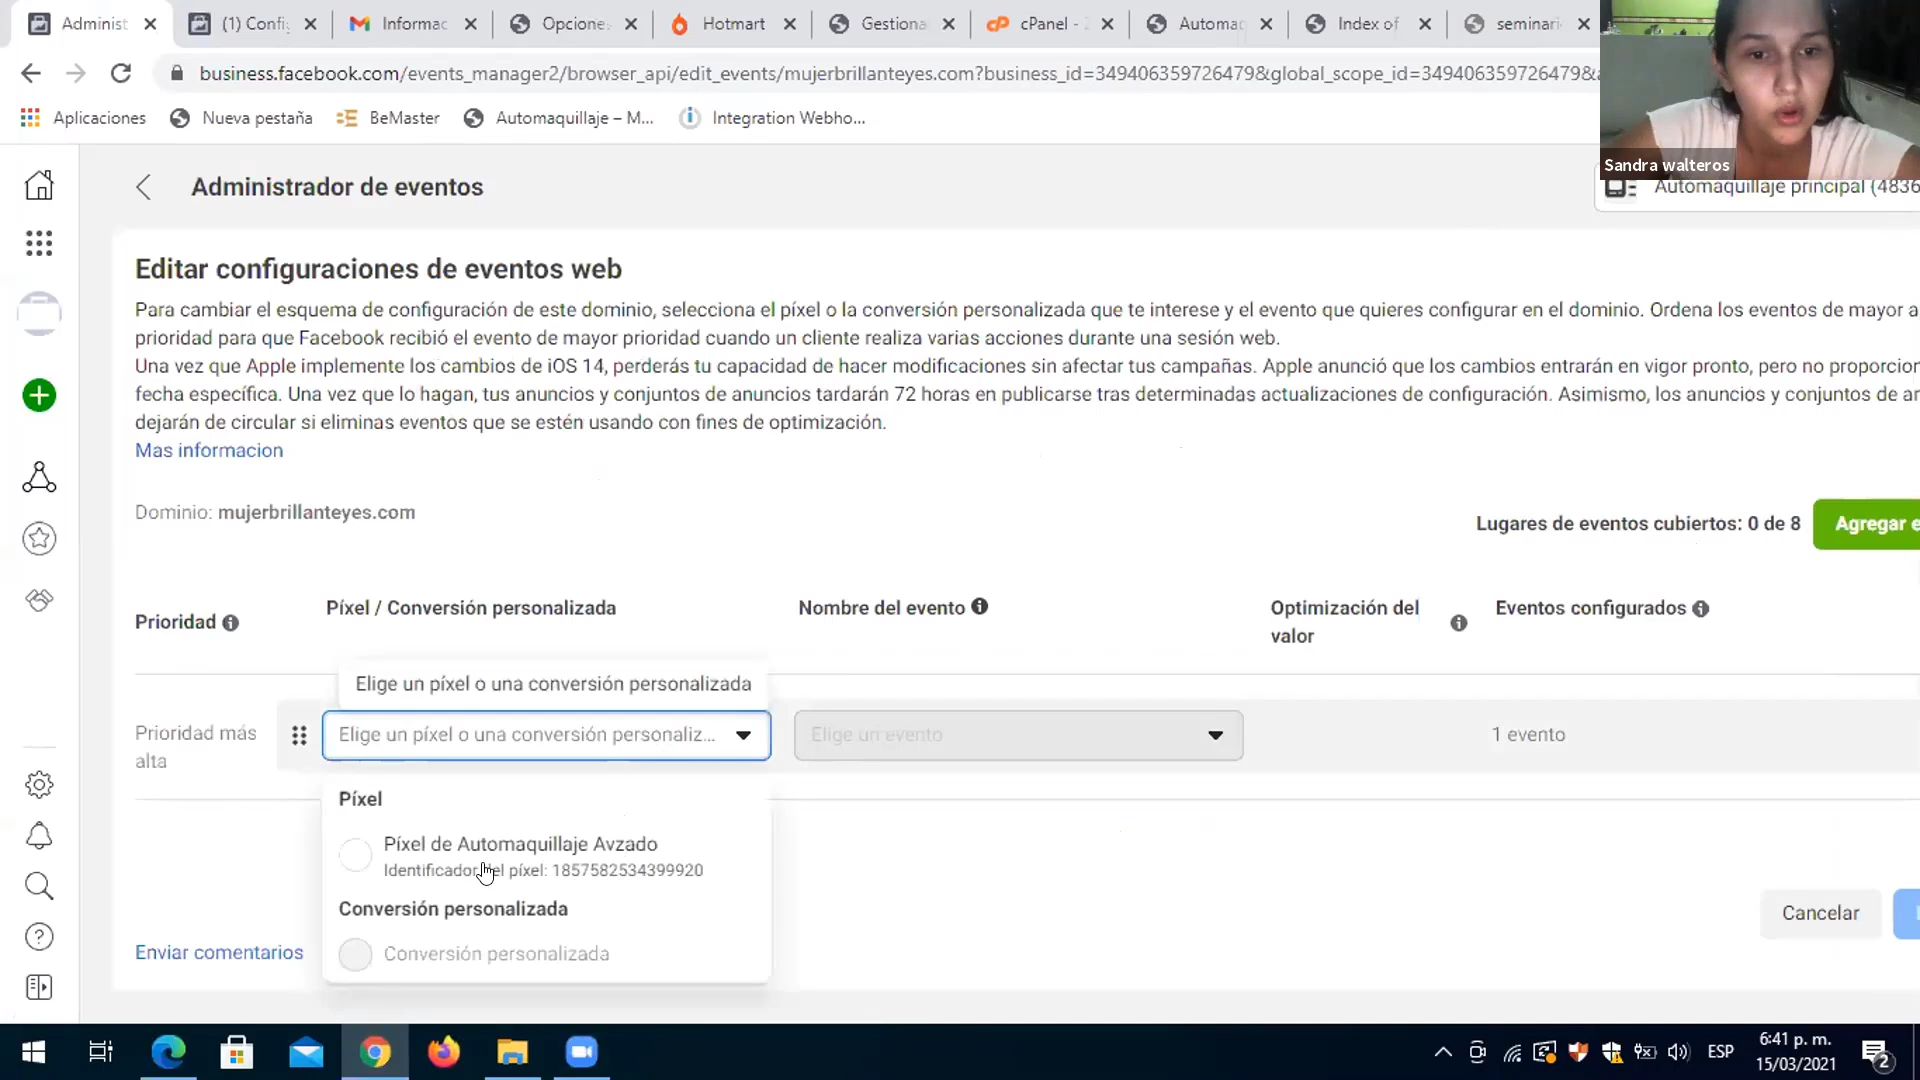 Administ
(1) Config
Informac
Opciones
Hotmart
Gestiona
cPanel - 
Automaq
Index of
seminari
business.facebook.com/events_manager2/browser_api/edit_events/mujerbrillanteyes.com?business_id=349406359726479&global_scope_id=349406359726479&
Aplicaciones
Nueva pestaña
BeMaster
Automaquillaje – M...
Integration Webho...
Sandra walteros
Administrador de eventos
Automaquillaje principal (4836
Editar configuraciones de eventos web
Para cambiar el esquema de configuración de este dominio, selecciona el píxel o la conversión personalizada que te interese y el evento que quieres configurar en el dominio. Ordena los eventos de mayor a
prioridad para que Facebook recibió el evento de mayor prioridad cuando un cliente realiza varias acciones durante una sesión web.
Una vez que Apple implemente los cambios de iOS 14, perderás tu capacidad de hacer modificaciones sin afectar tus campañas. Apple anunció que los cambios entrarán en vigor pronto, pero no proporcion
fecha específica. Una vez que lo hagan, tus anuncios y conjuntos de anuncios tardarán 72 horas en publicarse tras determinadas actualizaciones de configuración. Asimismo, los anuncios y conjuntos de an
dejarán de circular si eliminas eventos que se estén usando con fines de optimización.
Mas informacion
Dominio: mujerbrillanteyes.com
Lugares de eventos cubiertos: 0 de 8
Agregar e
Prioridad
Píxel / Conversión personalizada
Nombre del evento
Optimización del
valor
Eventos configurados
Elige un píxel o una conversión personalizada
Prioridad más
alta
Elige un píxel o una conversión personaliz...
Elige un evento
1 evento
Píxel
Píxel de Automaquillaje Avzado
Identificador del píxel: 1857582534399920
Conversión personalizada
Conversión personalizada
Cancelar
Enviar comentarios
ESP
6:41 p. m.
15/03/2021
2